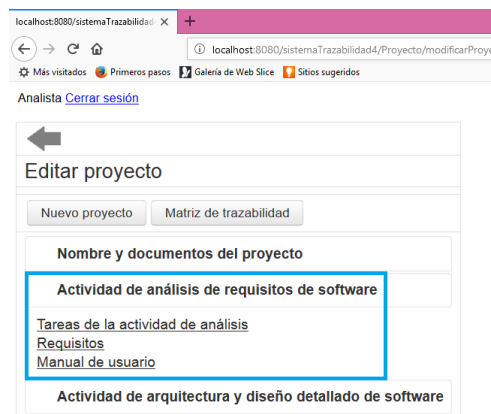 localhost:8080/sistemaTrazabilidad
localhost:8080/sistemaTrazabilidad4/Proyecto/modificarProye
Más visitados Primeros pasos Galería de Web Slice Sitios sugeridos
Analista Cerrar sesión
Editar proyecto
Nuevo proyecto Matriz de trazabilidad
Nombre y documentos del proyecto
Actividad de análisis de requisitos de software
Tareas de la actividad de análisis
Requisitos
Manual de usuario
Actividad de arquitectura y diseño detallado de software